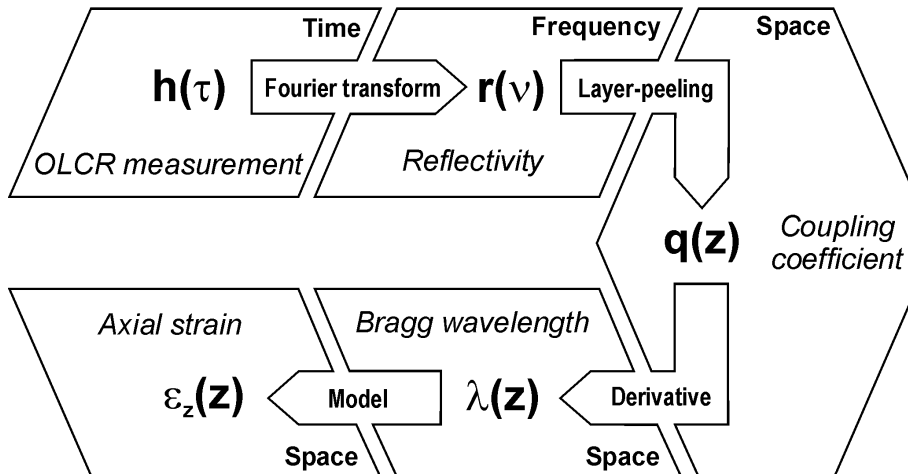 Time
Frequency
Space
h(τ)
Fourier transform
r(ν)
Layer-peeling
OLCR measurement
Reflectivity
q(z)
Coupling
coefficient
Axial strain
Bragg wavelength
εz(z)
Model
λ(z)
Derivative
Space
Space